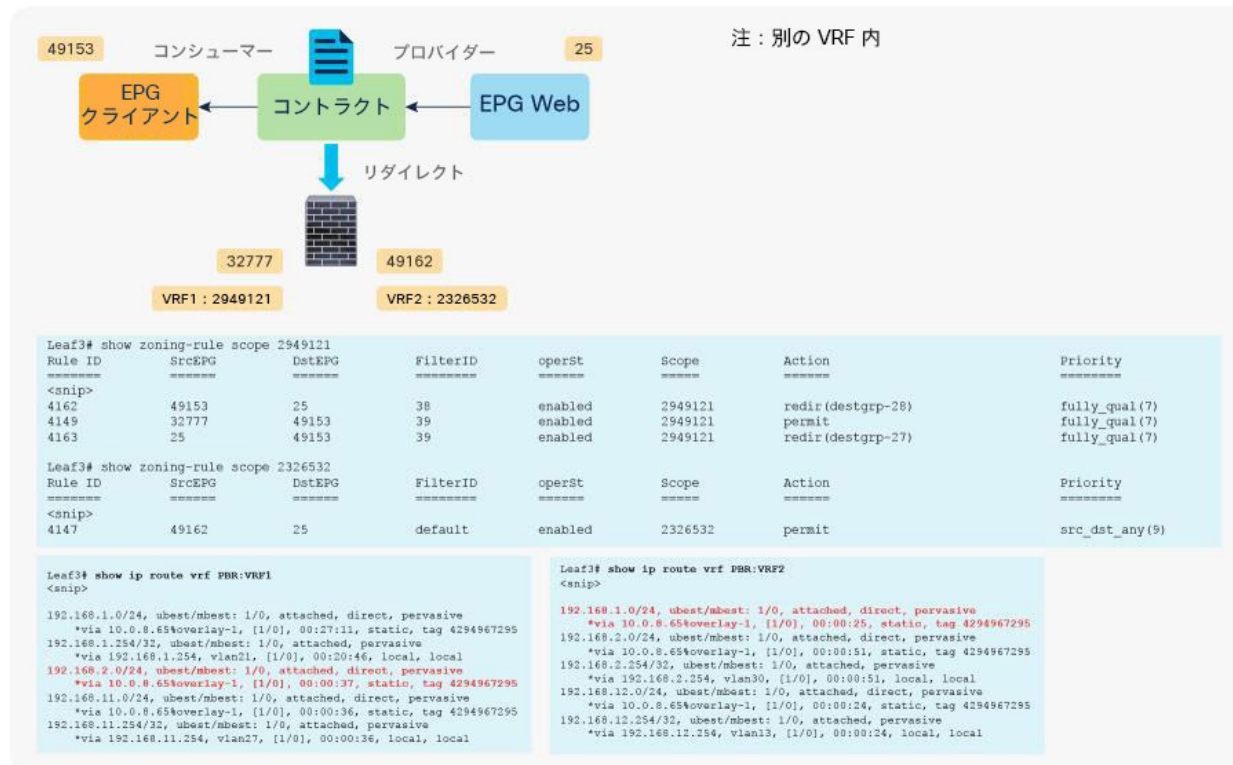 49153
コンシューマー
プロバイダー
25
注：別の VRF 内
EPG
クライアント
コントラクト
EPG Web
リダイレクト
32777
49162
VRF1：2949121
VRF2：2326532
Leaf3# show zoning-rule scope 2949121
Rule ID SrcEPG DstEPG FilterID operSt Scope Action Priority
======= ====== ====== ======== ====== ===== ====== ========
<snip>
4162 49153 25 38 enabled 2949121 redir(destgrp-28) fully_qual(7)
4149 32777 49153 39 enabled 2949121 permit fully_qual(7)
4163 25 49153 39 enabled 2949121 redir(destgrp-27) fully_qual(7)
Leaf3# show zoning-rule scope 2326532
Rule ID SrcEPG DstEPG FilterID operSt Scope Action Priority
======= ====== ====== ======== ====== ===== ====== ========
<snip>
4147 49162 25 default enabled 2326532 permit src_dst_any(9)
Leaf3# show ip route vrf PBR:VRF1
<snip>
192.168.1.0/24, ubest/mbest: 1/0, attached, direct, pervasive
*via 10.0.8.65%overlay-1, [1/0], 00:27:11, static, tag 4294967295
192.168.1.254/32, ubest/mbest: 1/0, attached, pervasive
*via 192.168.1.254, vlan21, [1/0], 00:20:46, local, local
192.168.2.0/24, ubest/mbest: 1/0, attached, direct, pervasive
*via 10.0.8.65%overlay-1, [1/0], 00:00:37, static, tag 4294967295
192.168.11.0/24, ubest/mbest: 1/0, attached, direct, pervasive
*via 10.0.8.65%overlay-1, [1/0], 00:00:36, static, tag 4294967295
192.168.11.254/32, ubest/mbest: 1/0, attached, pervasive
*via 192.168.11.254, vlan27, [1/0], 00:00:36, local, local
Leaf3# show ip route vrf PBR:VRF2
<snip>
192.168.1.0/24, ubest/mbest: 1/0, attached, direct, pervasive
*via 10.0.8.65%overlay-1, [1/0], 00:00:25, static, tag 4294967295
192.168.2.0/24, ubest/mbest: 1/0, attached, direct, pervasive
*via 10.0.8.65%overlay-1, [1/0], 00:00:51, static, tag 4294967295
192.168.2.254/32, ubest/mbest: 1/0, attached, pervasive
*via 192.168.2.254, vlan30, [1/0], 00:00:51, local, local
192.168.12.0/24, ubest/mbest: 1/0, attached, direct, pervasive
*via 10.0.8.65%overlay-1, [1/0], 00:00:24, static, tag 4294967295
192.168.12.254/32, ubest/mbest: 1/0, attached, pervasive
*via 192.168.12.254, vlan13, [1/0], 00:00:24, local, local